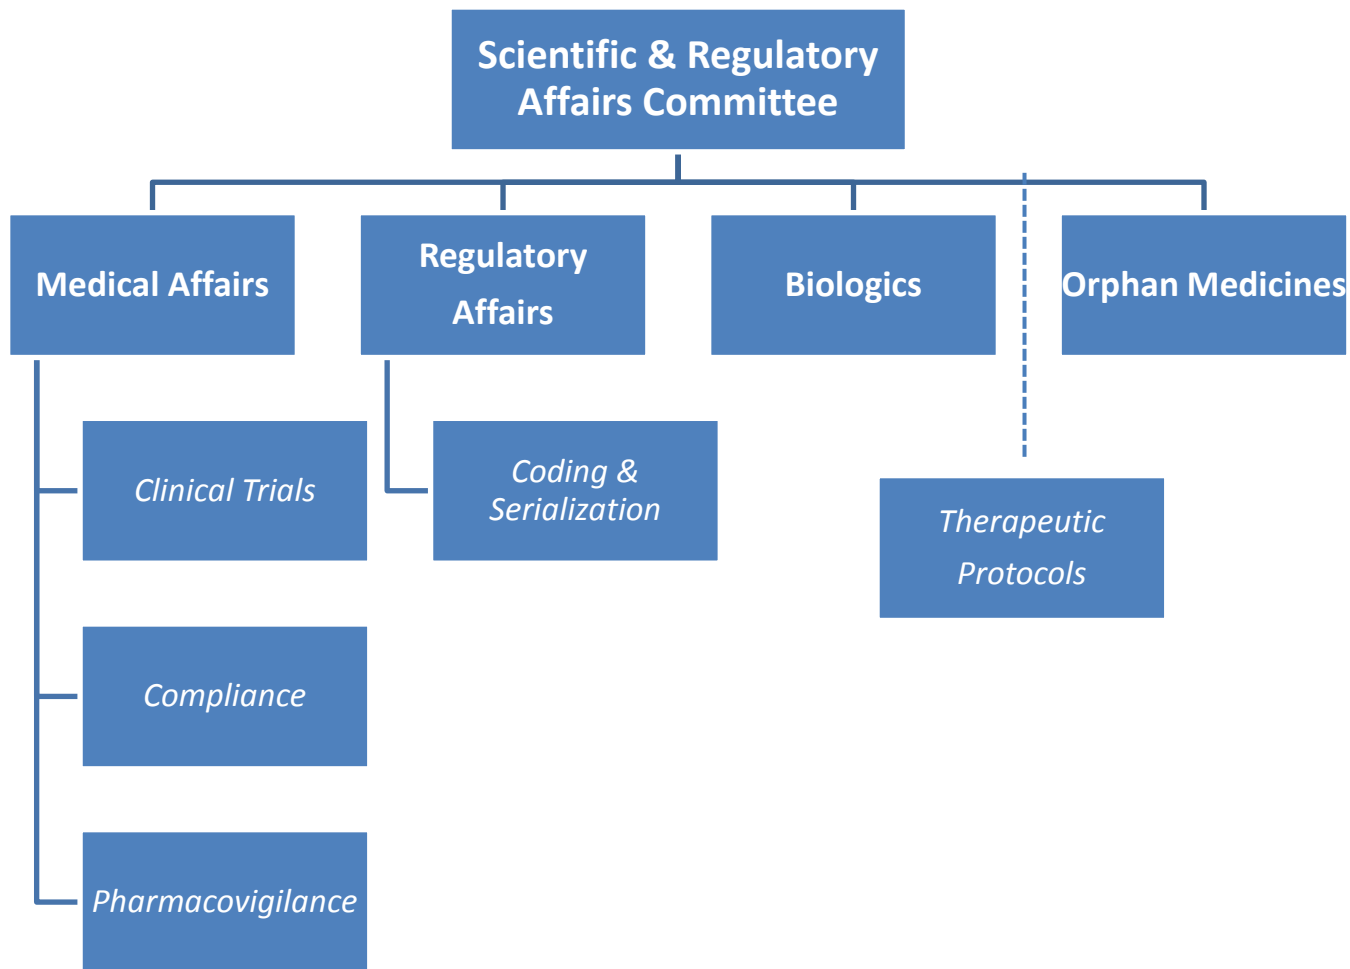 Scientific & Regulatory
Affairs Committee
Medical Affairs
Regulatory
Affairs
Biologics
Orphan Medicines
Clinical Trials
Coding &
Serialization
Therapeutic
Protocols
Compliance
Pharmacovigilance